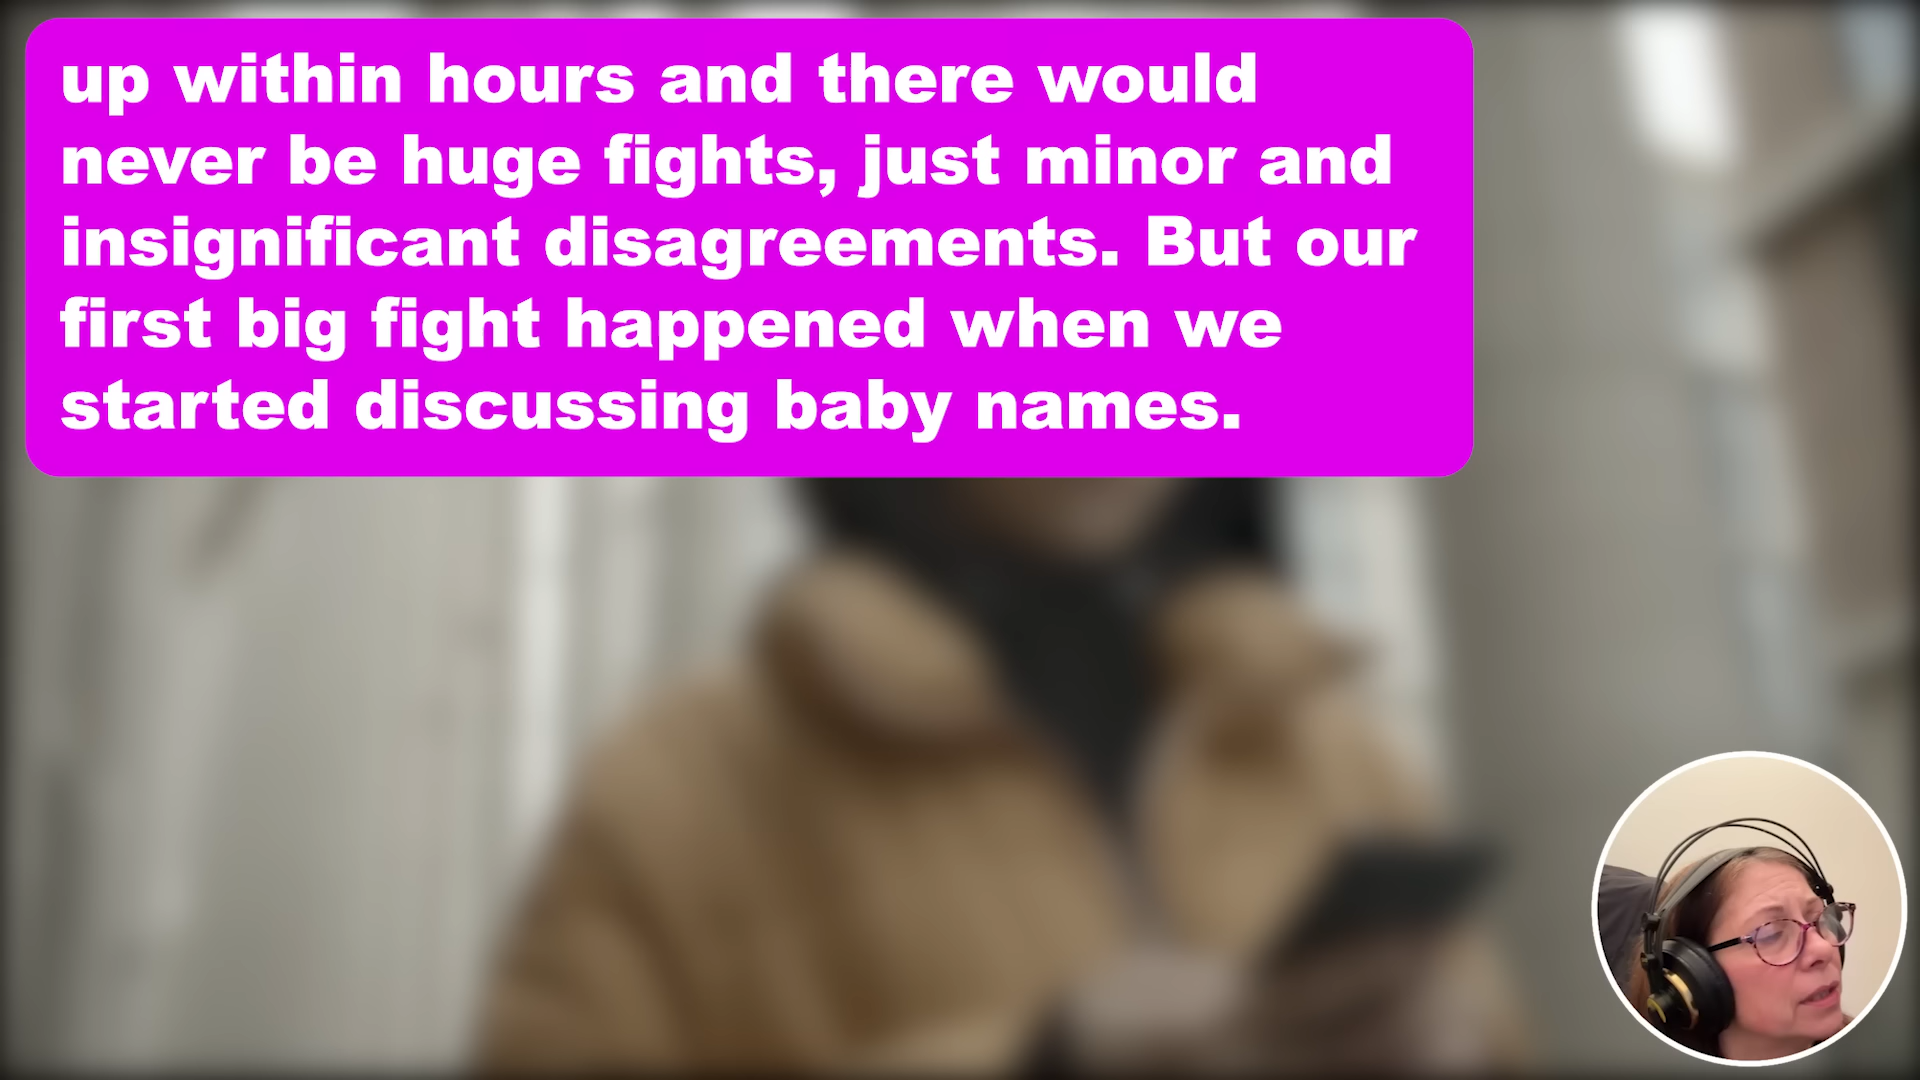 up within hours and there would
never be huge fights, just minor and
insignificant disagreements. But our
first big fight happened when we
started discussing baby names.